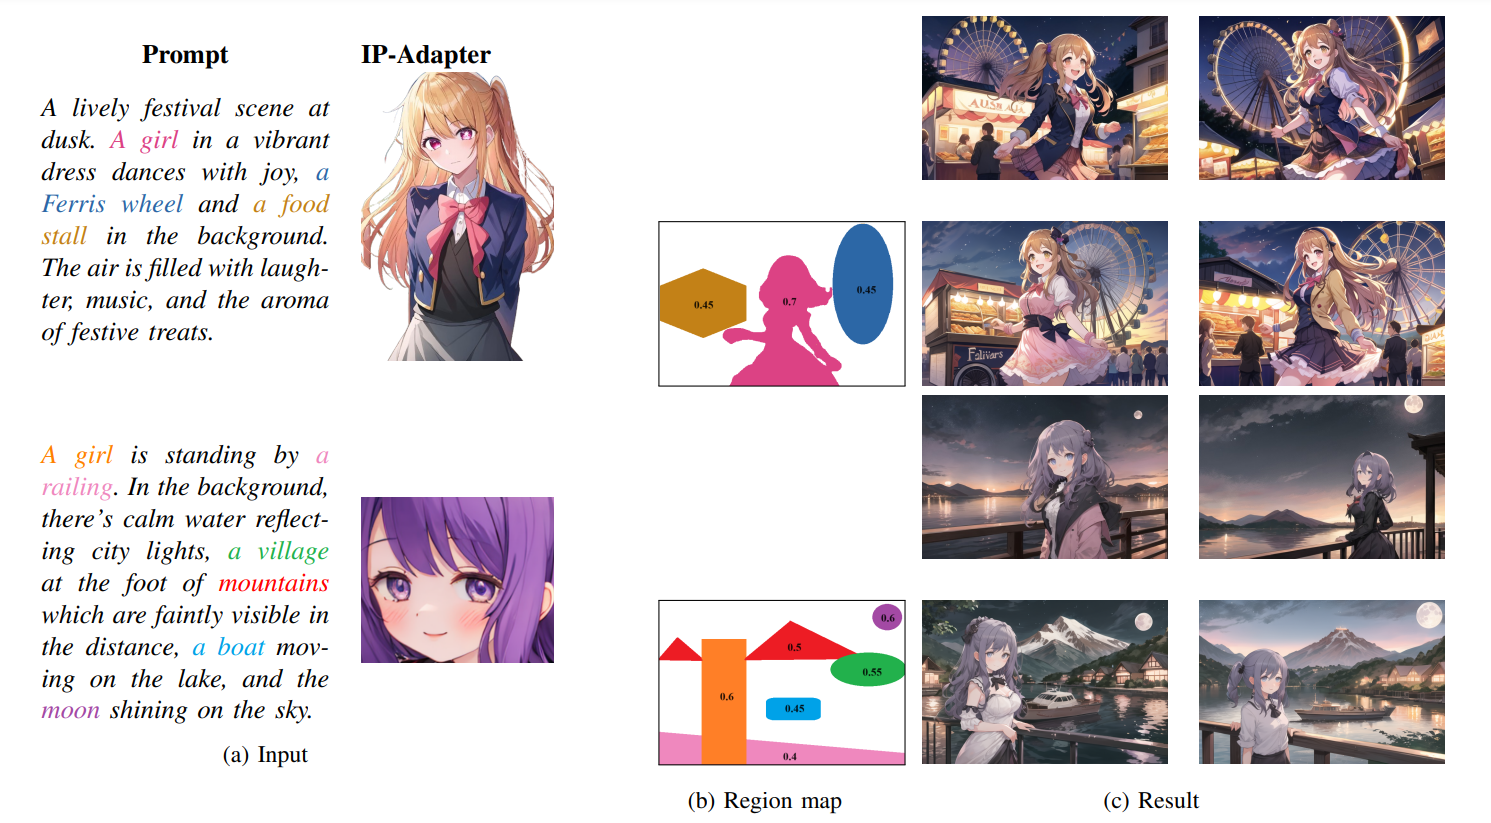 Prompt
IP-Adapter
A lively festival scene at
dusk. A girl in a vibrant
dress dances with joy, a
Ferris wheel and a food
stall in the background.
The air is filled with laugh-
ter, music, and the aroma
of festive treats.
0.45
0.7
0.45
Falivars
A girl is standing by a
railing. In the background,
there's calm water reflect-
ing city lights, a village
at the foot of mountains
which are faintly visible in
the distance, a boat mov-
ing on the lake, and the
moon shining on the sky.
0.6
0.5
0.55
0.6
0.45
0.4
(a) Input
(b) Region map
(c) Result